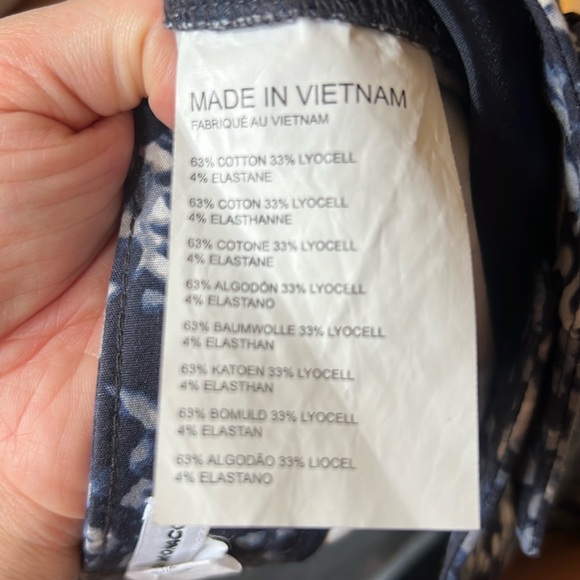 MADE IN VIETNAM
FABRIQUÉ AU VIETNAM
63% COTTON 33% LYOCELL
4% ELASTANE
63% COTON 33% LYOCELL
4% ELASTHANNE
63% COTONE 33% LYOCELL
4% ELASTANE
63% ALGODÓN 33% LYOCELL
4% ELASTANO
63% BAUMWOLLE 33% LYOCELL
4% ELASTHAN
63% KATOEN 33% LYOCELL
4% ELASTHAN
63% BOMULD 33% LYOCELL
4% ELASTAN
63% ALGODÃO 33% LIOCEL
4% ELASTANO